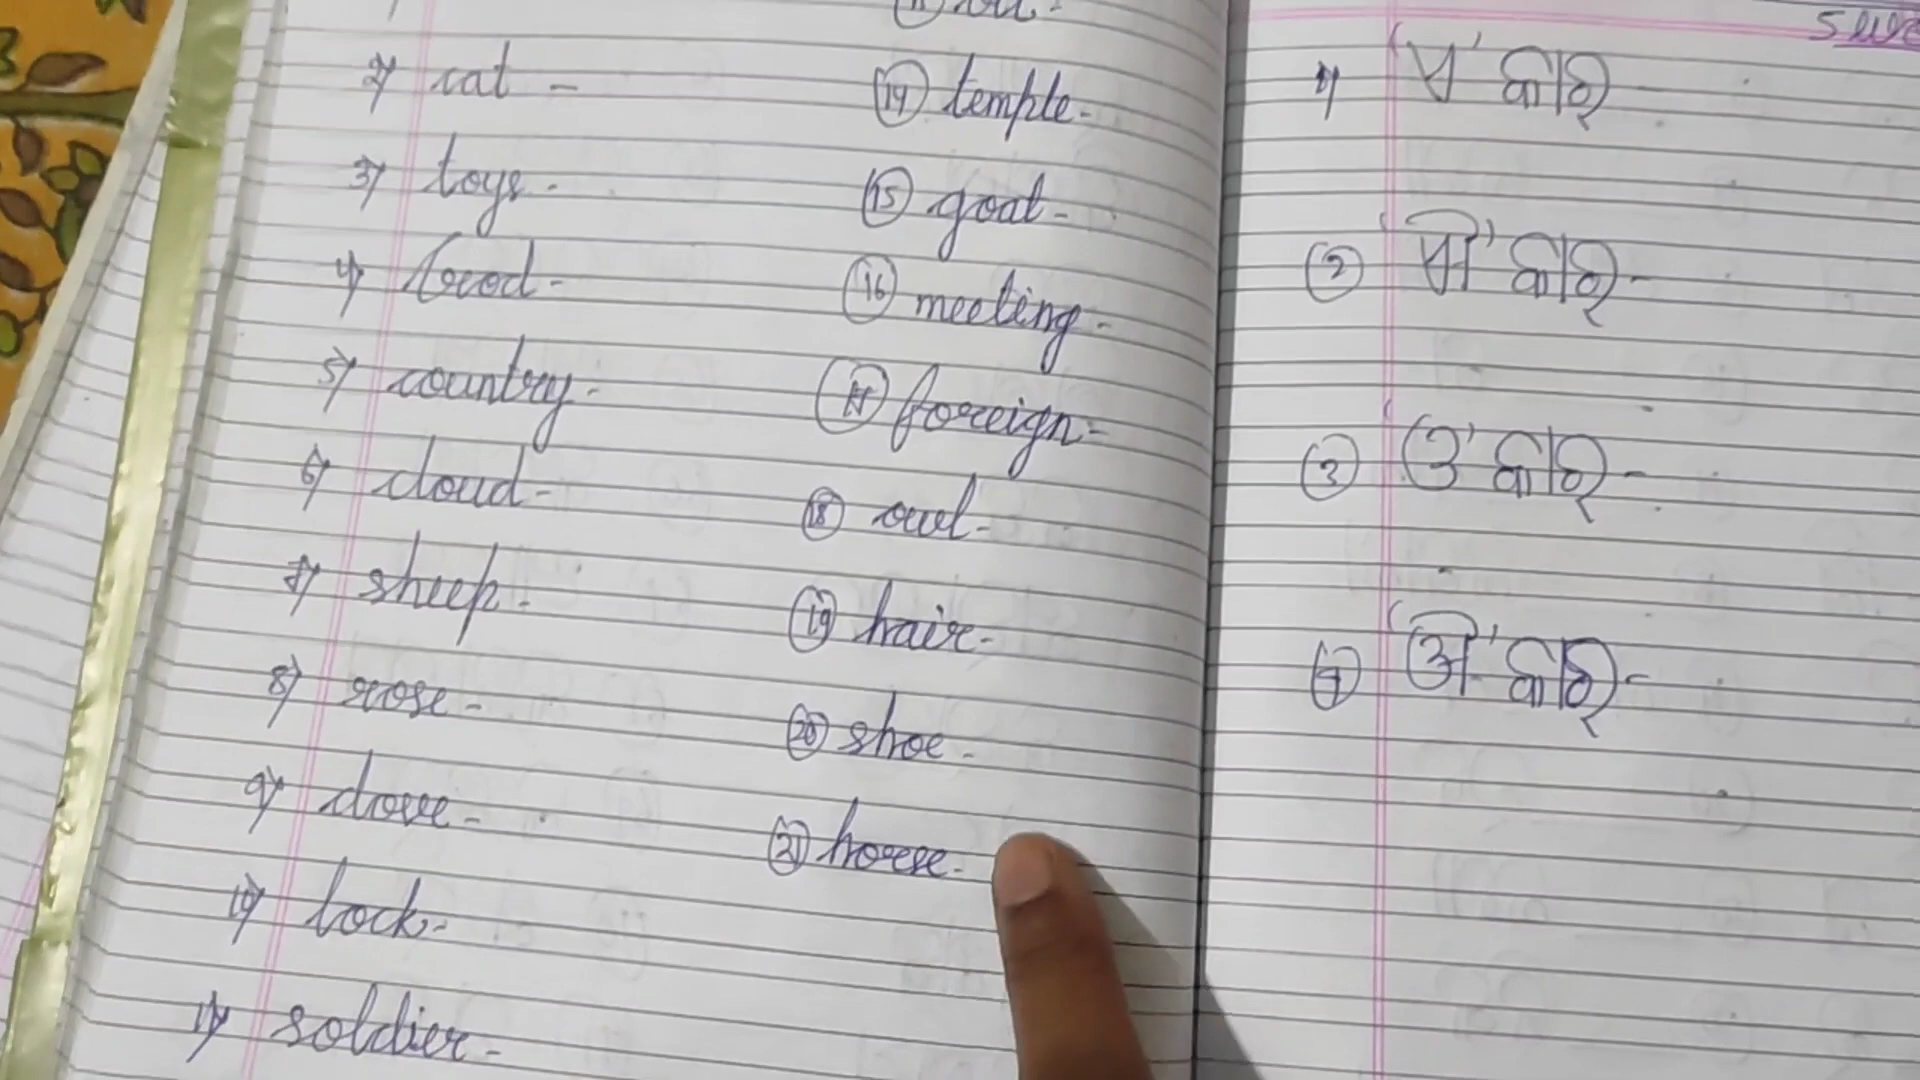 2) cat -
3) toys -
4) food -
5) country -
6) cloud -
7) sheep -
8) rose -
9) dove -
10) lock -
11) soldier -
14 temple -
15 goat -
16 meeting -
17 foreign -
18 owl -
19 hair -
20 shoe -
21 horse -
1) 'ଏ' କାହି
2 'ଐ' କାହି -
3 'ଓ' କାହି -
4 'ଔ' କାହି -